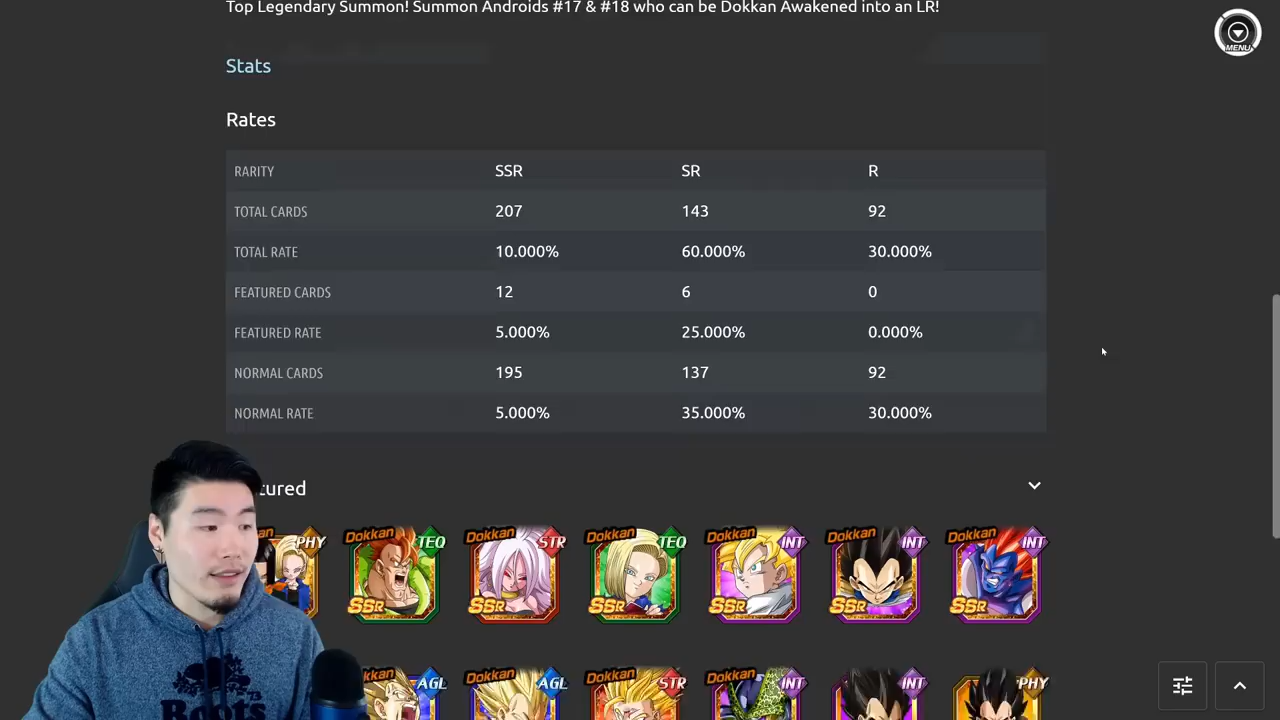 Top Legendary Summon! Summon Androids #17 & #18 who can be Dokkan Awakened into an LR!
MENU
Stats
Rates
RARITY SSR SR R
TOTAL CARDS 207 143 92
TOTAL RATE 10.000% 60.000% 30.000%
FEATURED CARDS 12 6 0
FEATURED RATE 5.000% 25.000% 0.000%
NORMAL CARDS 195 137 92
NORMAL RATE 5.000% 35.000% 30.000%
tured
PHY Dokkan TEQ Dokkan STR Dokkan TEQ Dokkan INT Dokkan INT Dokkan INT
SSR SSR SSR SSR SSR SSR
AGL Dokkan AGL Dokkan STR Dokkan INT Dokkan INT Dokkan PHY
Roots